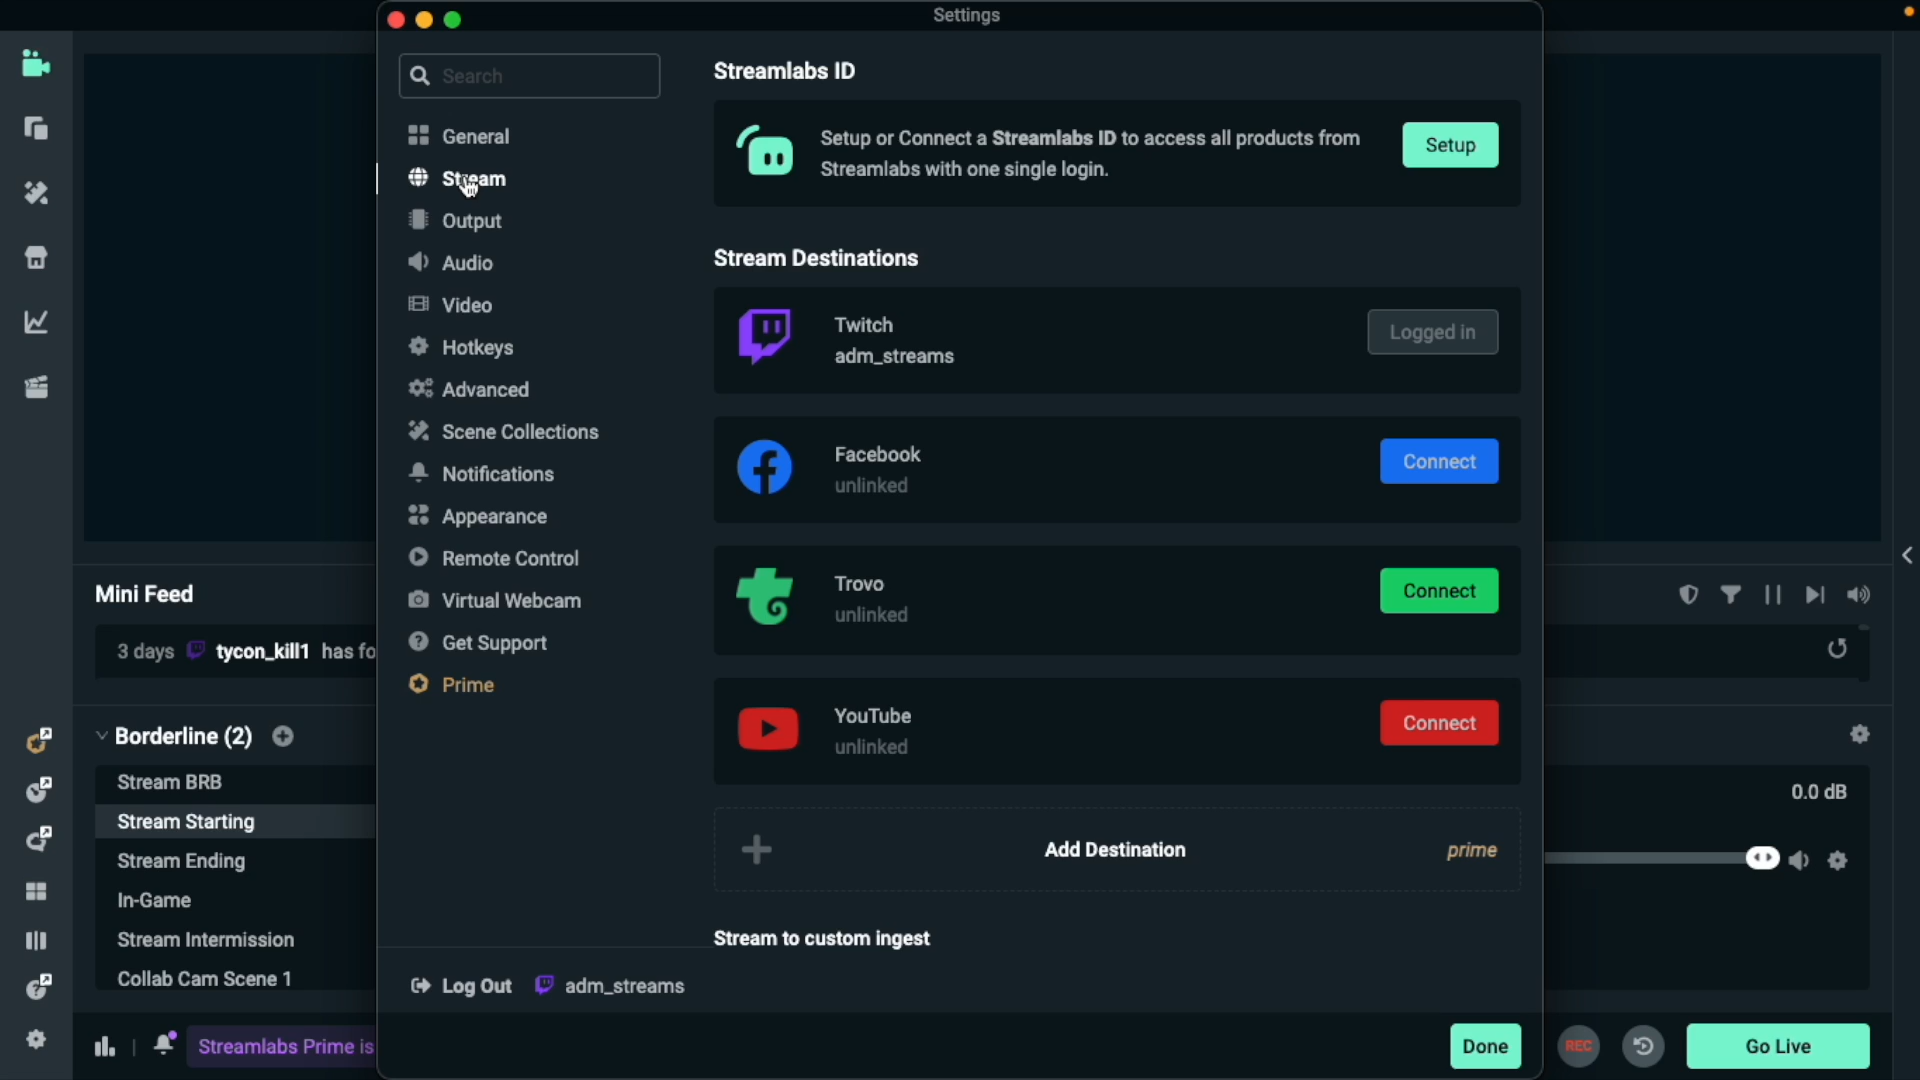 Settings
Search
General
Stream
Output
Audio
Video
Hotkeys
Advanced
Scene Collections
Notifications
Appearance
Remote Control
Virtual Webcam
Get Support
Prime
Log Out adm_streams
Streamlabs ID
Setup or Connect a Streamlabs ID to access all products from
Streamlabs with one single login.
Setup
Stream Destinations
Twitch
adm_streams
Logged in
Facebook
unlinked
Connect
Trovo
unlinked
Connect
YouTube
unlinked
Connect
Add Destination
prime
Stream to custom ingest
Done
Mini Feed
3 days tycon_kill1 has fo
Borderline (2)
Stream BRB
Stream Starting
Stream Ending
In-Game
Stream Intermission
Collab Cam Scene 1
Streamlabs Prime is
0.0 dB
REC
Go Live